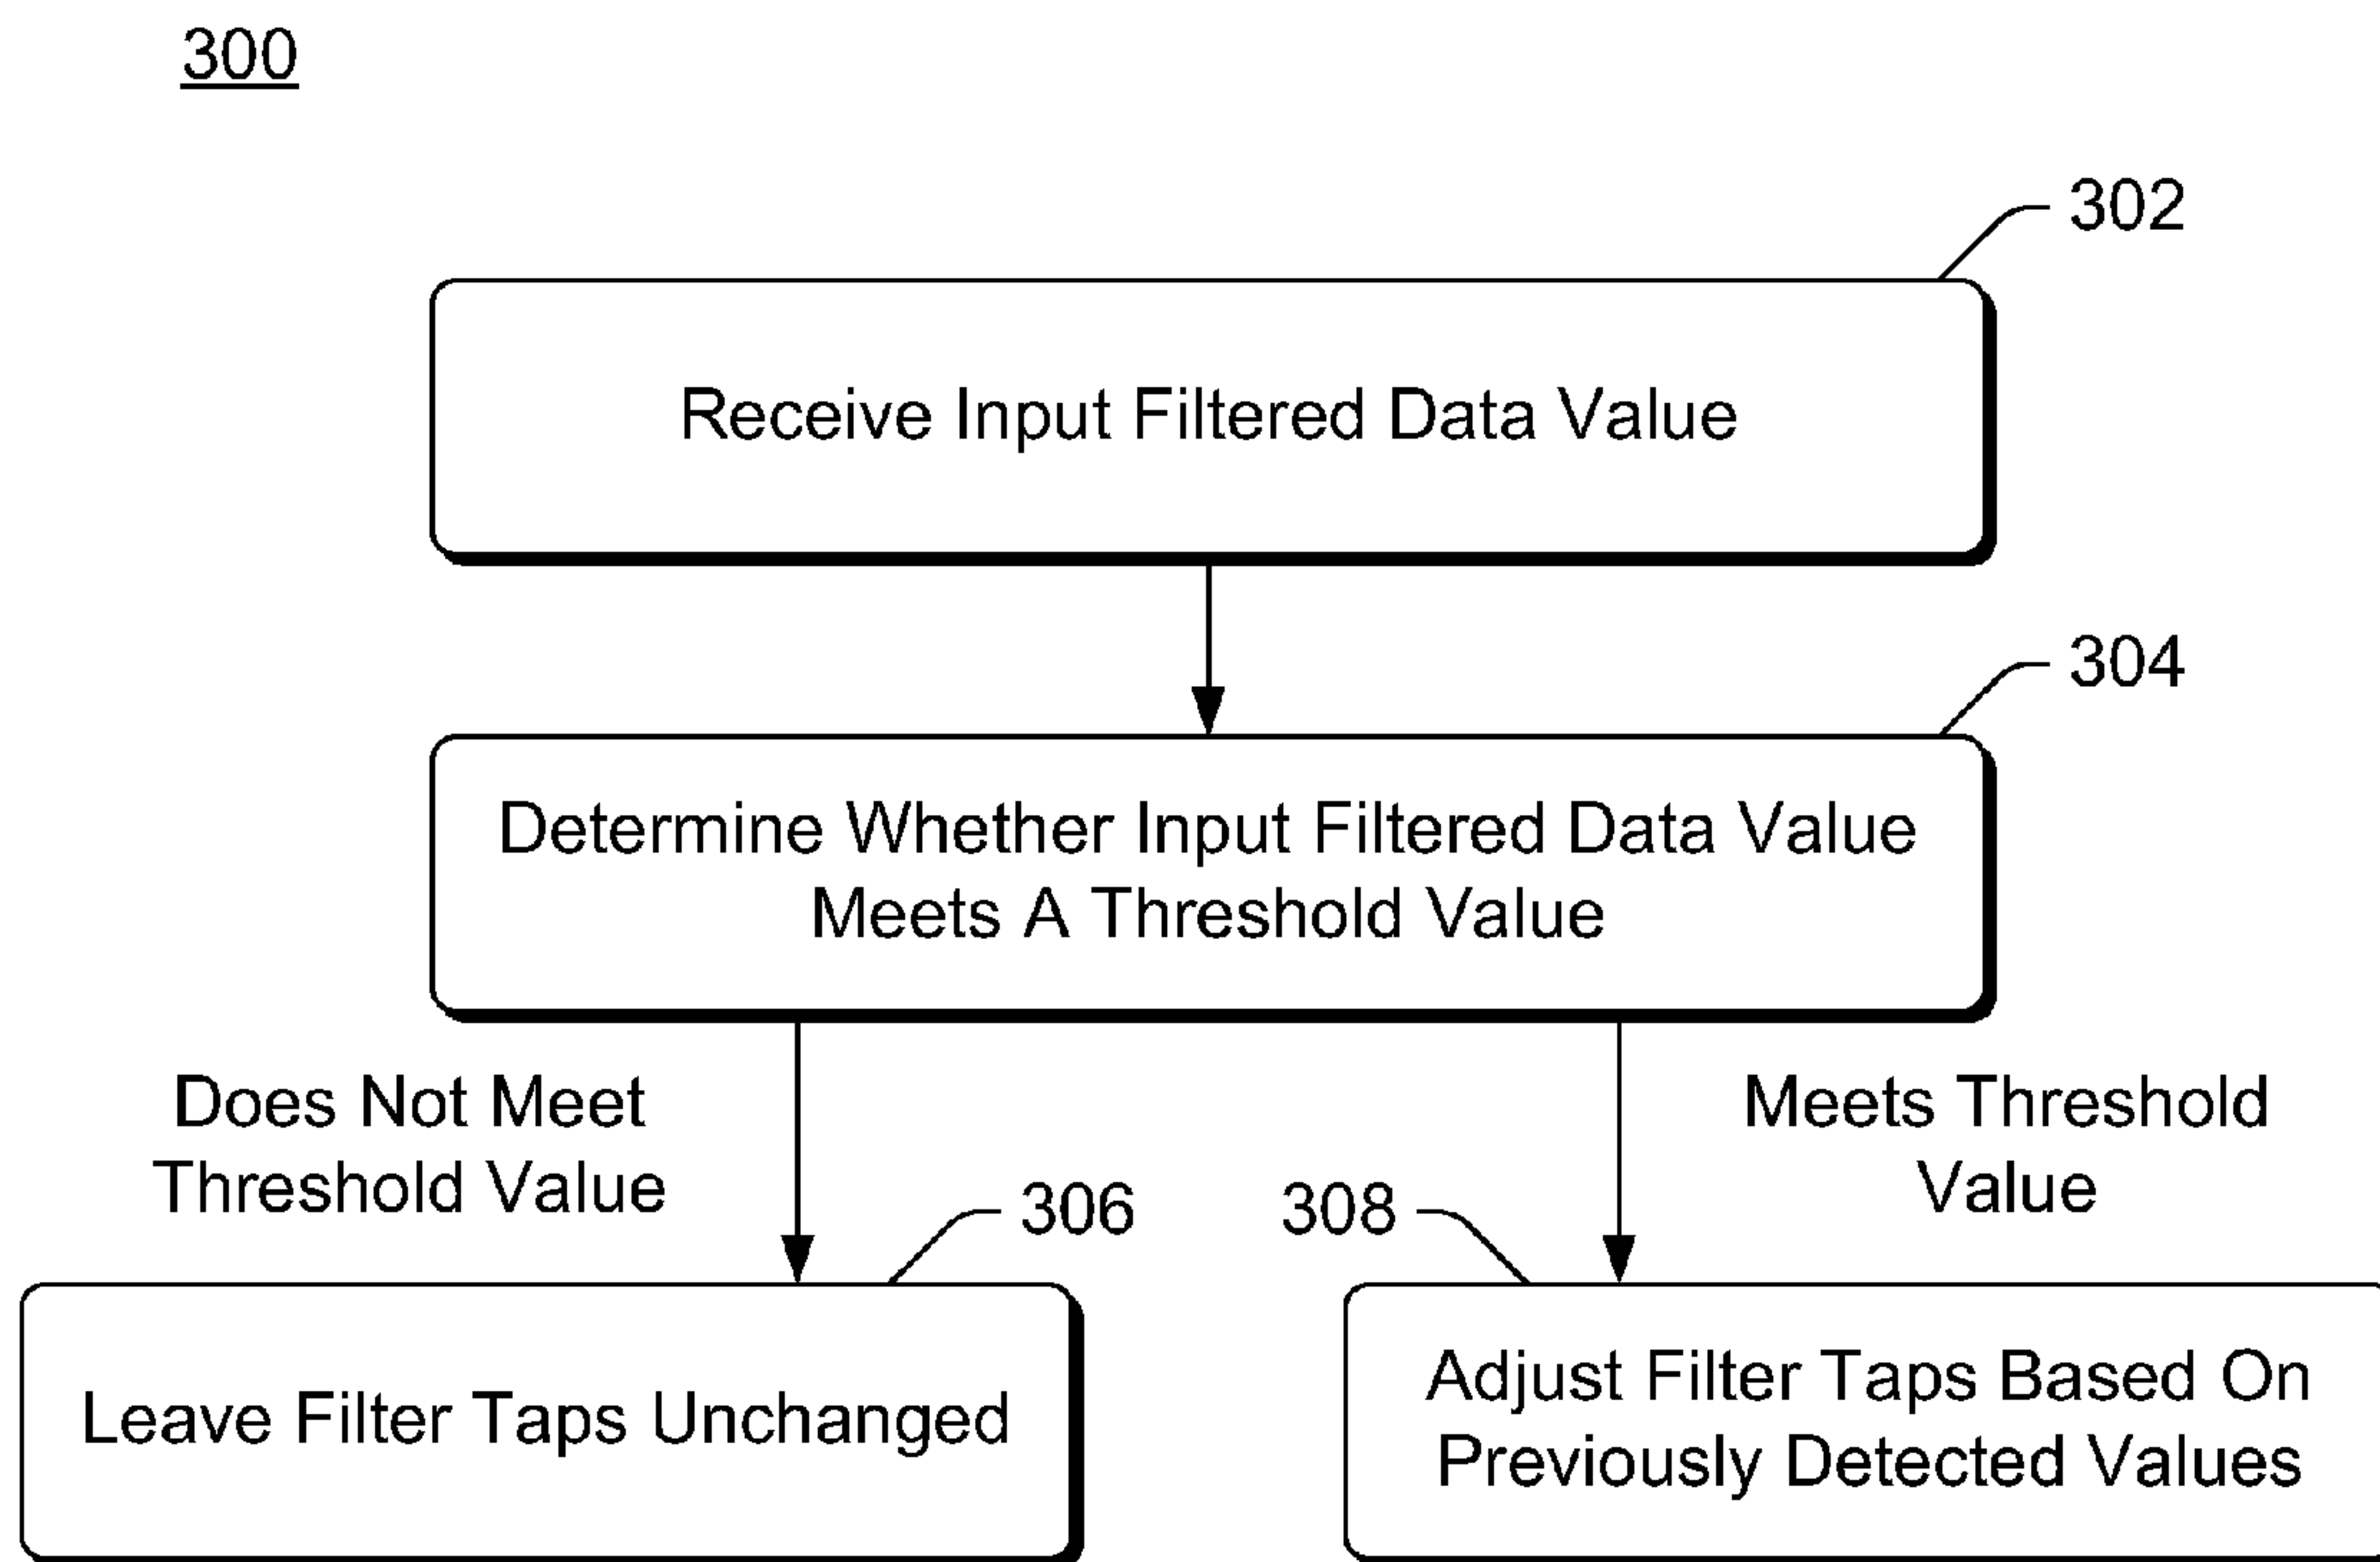 300
302
Receive Input Filtered Data Value
304
Determine Whether Input Filtered Data Value
Meets A Threshold Value
Does Not Meet
Threshold Value
Meets Threshold
Value
306
308
Leave Filter Taps Unchanged
Adjust Filter Taps Based On
Previously Detected Values